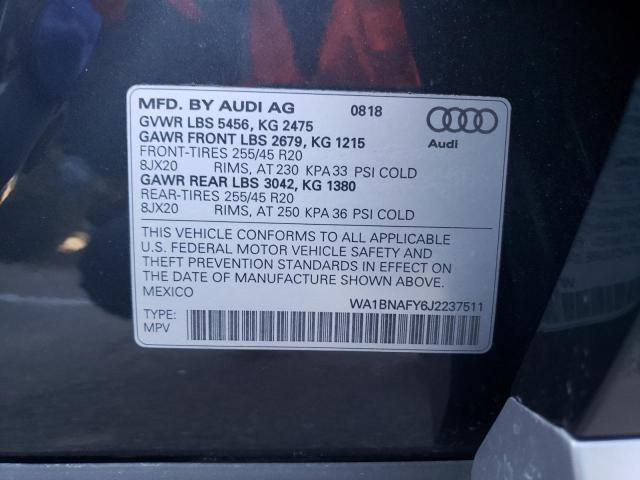 MFD. BY AUDI AG 0818
GVWR LBS 5456, KG 2475
GAWR FRONT LBS 2679, KG 1215
FRONT-TIRES 255/45 R20
8JX20 RIMS, AT 230 KPA 33 PSI COLD
GAWR REAR LBS 3042, KG 1380
REAR-TIRES 255/45 R20
8JX20 RIMS, AT 250 KPA 36 PSI COLD
Audi
THIS VEHICLE CONFORMS TO ALL APPLICABLE
U.S. FEDERAL MOTOR VEHICLE SAFETY AND
THEFT PREVENTION STANDARDS IN EFFECT ON
THE DATE OF MANUFACTURE SHOWN ABOVE.
MEXICO WA1BNAFY6J2237511
TYPE:
MPV